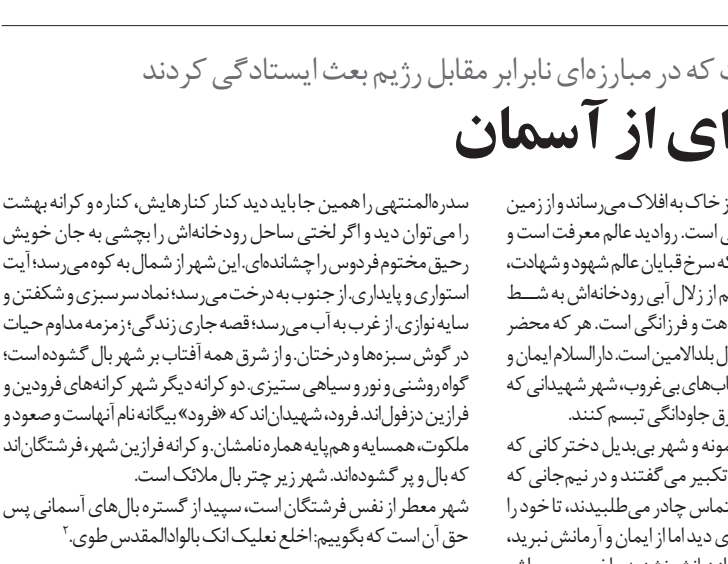 که در مبارزه‌ای نابرابر مقابل رژیم بعث ایستادگی کردند
ای از آسمان
خاک به افلاک می‌رساند و از زمین
است. روادید عالم معرفت است و
که سرخ قبایان عالم شهود و شهادت،
از زلال آبی رودخانه‌اش به شـــط
هت و فرزانگی است. هر که محضر
بلدالامین است. دارالسلام ایمان و
اب‌های بی‌غروب، شهر شهیدانی که
ق جاودانگی تبسم کنند.
مونه و شهر بی‌بدیل دخترکانی که
تکبیر می‌گفتند و در نیم‌جانی که
تماس چادر می‌طلبیدند، تا خود را
ی دید اما از ایمان و آرمانش نبرید،
سدره‌المنتهی را همین جا باید دید کنار کنارهایش، کناره و کرانه بهشت
را می‌توان دید و اگر لختی ساحل رودخانه‌اش را بچشی به جان خویش
رحیق مختوم فردوس را چشانده‌ای. این شهر از شمال به کوه می‌رسد؛ آیت
استواری و پایداری. از جنوب به درخت می‌رسد؛ نماد سرسبزی و شکفتن و
سایه نوازی. از غرب به آب می‌رسد؛ قصه جاری زندگی؛ زمزمه مداوم حیات
در گوش سبزه‌ها و درختان. و از شرق همه آفتاب بر شهر بال گشوده است؛
گواه روشنی و نور و سیاهی ستیزی. دو کرانه دیگر شهر کرانه‌های فرودین و
فرازین دزفول‌اند. فرود، شهیدان‌اند که «فرود» بیگانه نام آنهاست و صعود و
ملکوت، همسایه و هم‌پایه هماره نامشان. و کرانه فرازین شهر، فرشتگان‌اند
که بال و پر گشوده‌اند. شهر زیر چتر بال ملائک است.
شهر معطر از نفس فرشتگان است، سپید از گستره بال‌های آسمانی پس
حق آن است که بگوییم: اخلع نعلیک انک بالوادالمقدس طوی.۲